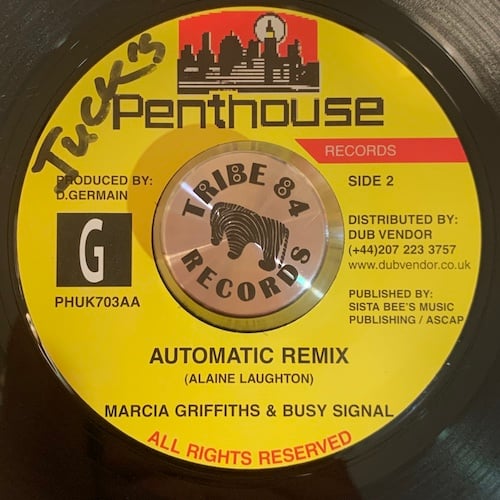 Tuck's
Penthouse
RECORDS
PRODUCED BY:
D.GERMAIN
SIDE 2
TRIBE 84
RECORDS
DISTRIBUTED BY:
DUB VENDOR
(+44)207 223 3757
www.dubvendor.co.uk
G
PHUK703AA
PUBLISHED BY:
SISTA BEE'S MUSIC
PUBLISHING / ASCAP
AUTOMATIC REMIX
(ALAINE LAUGHTON)
MARCIA GRIFFITHS & BUSY SIGNAL
ALL RIGHTS RESERVED